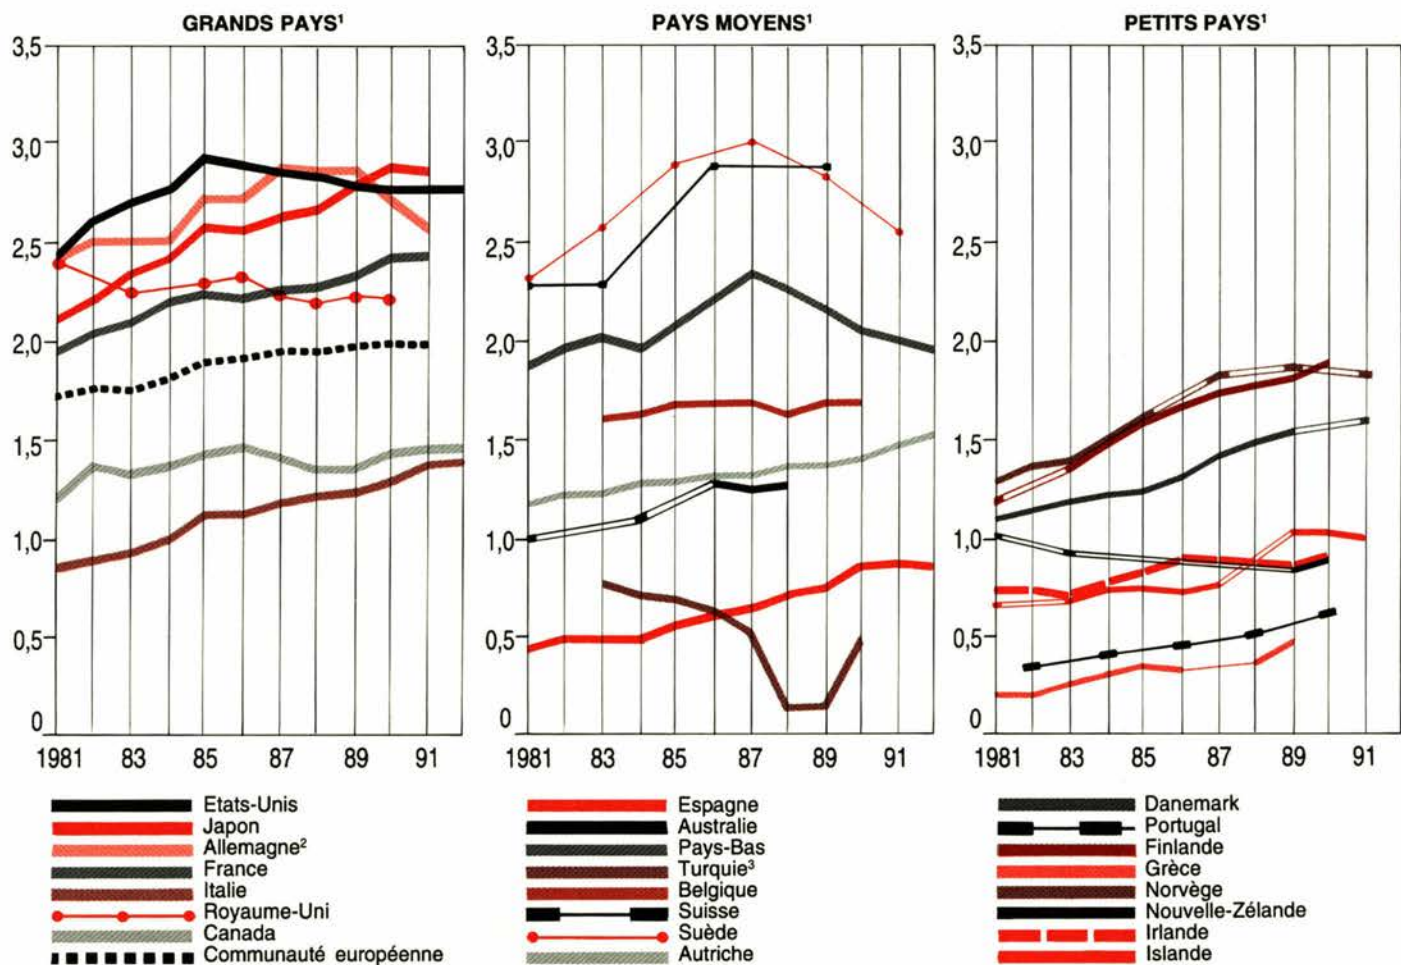 GRANDS PAYS¹
3,5
3,0
2,5
2,0
1,5
1,0
0,5
0
1981 83 85 87 89 91
Etats-Unis
Japon
Allemagne²
France
Italie
Royaume-Uni
Canada
Communauté européenne
PAYS MOYENS¹
3,5
3,0
2,5
2,0
1,5
1,0
0,5
0
1981 83 85 87 89 91
Espagne
Australie
Pays-Bas
Turquie³
Belgique
Suisse
Suède
Autriche
PETITS PAYS¹
3,5
3,0
2,5
2,0
1,5
1,0
0,5
0
1981 83 85 87 89 91
Danemark
Portugal
Finlande
Grèce
Norvège
Nouvelle-Zélande
Irlande
Islande